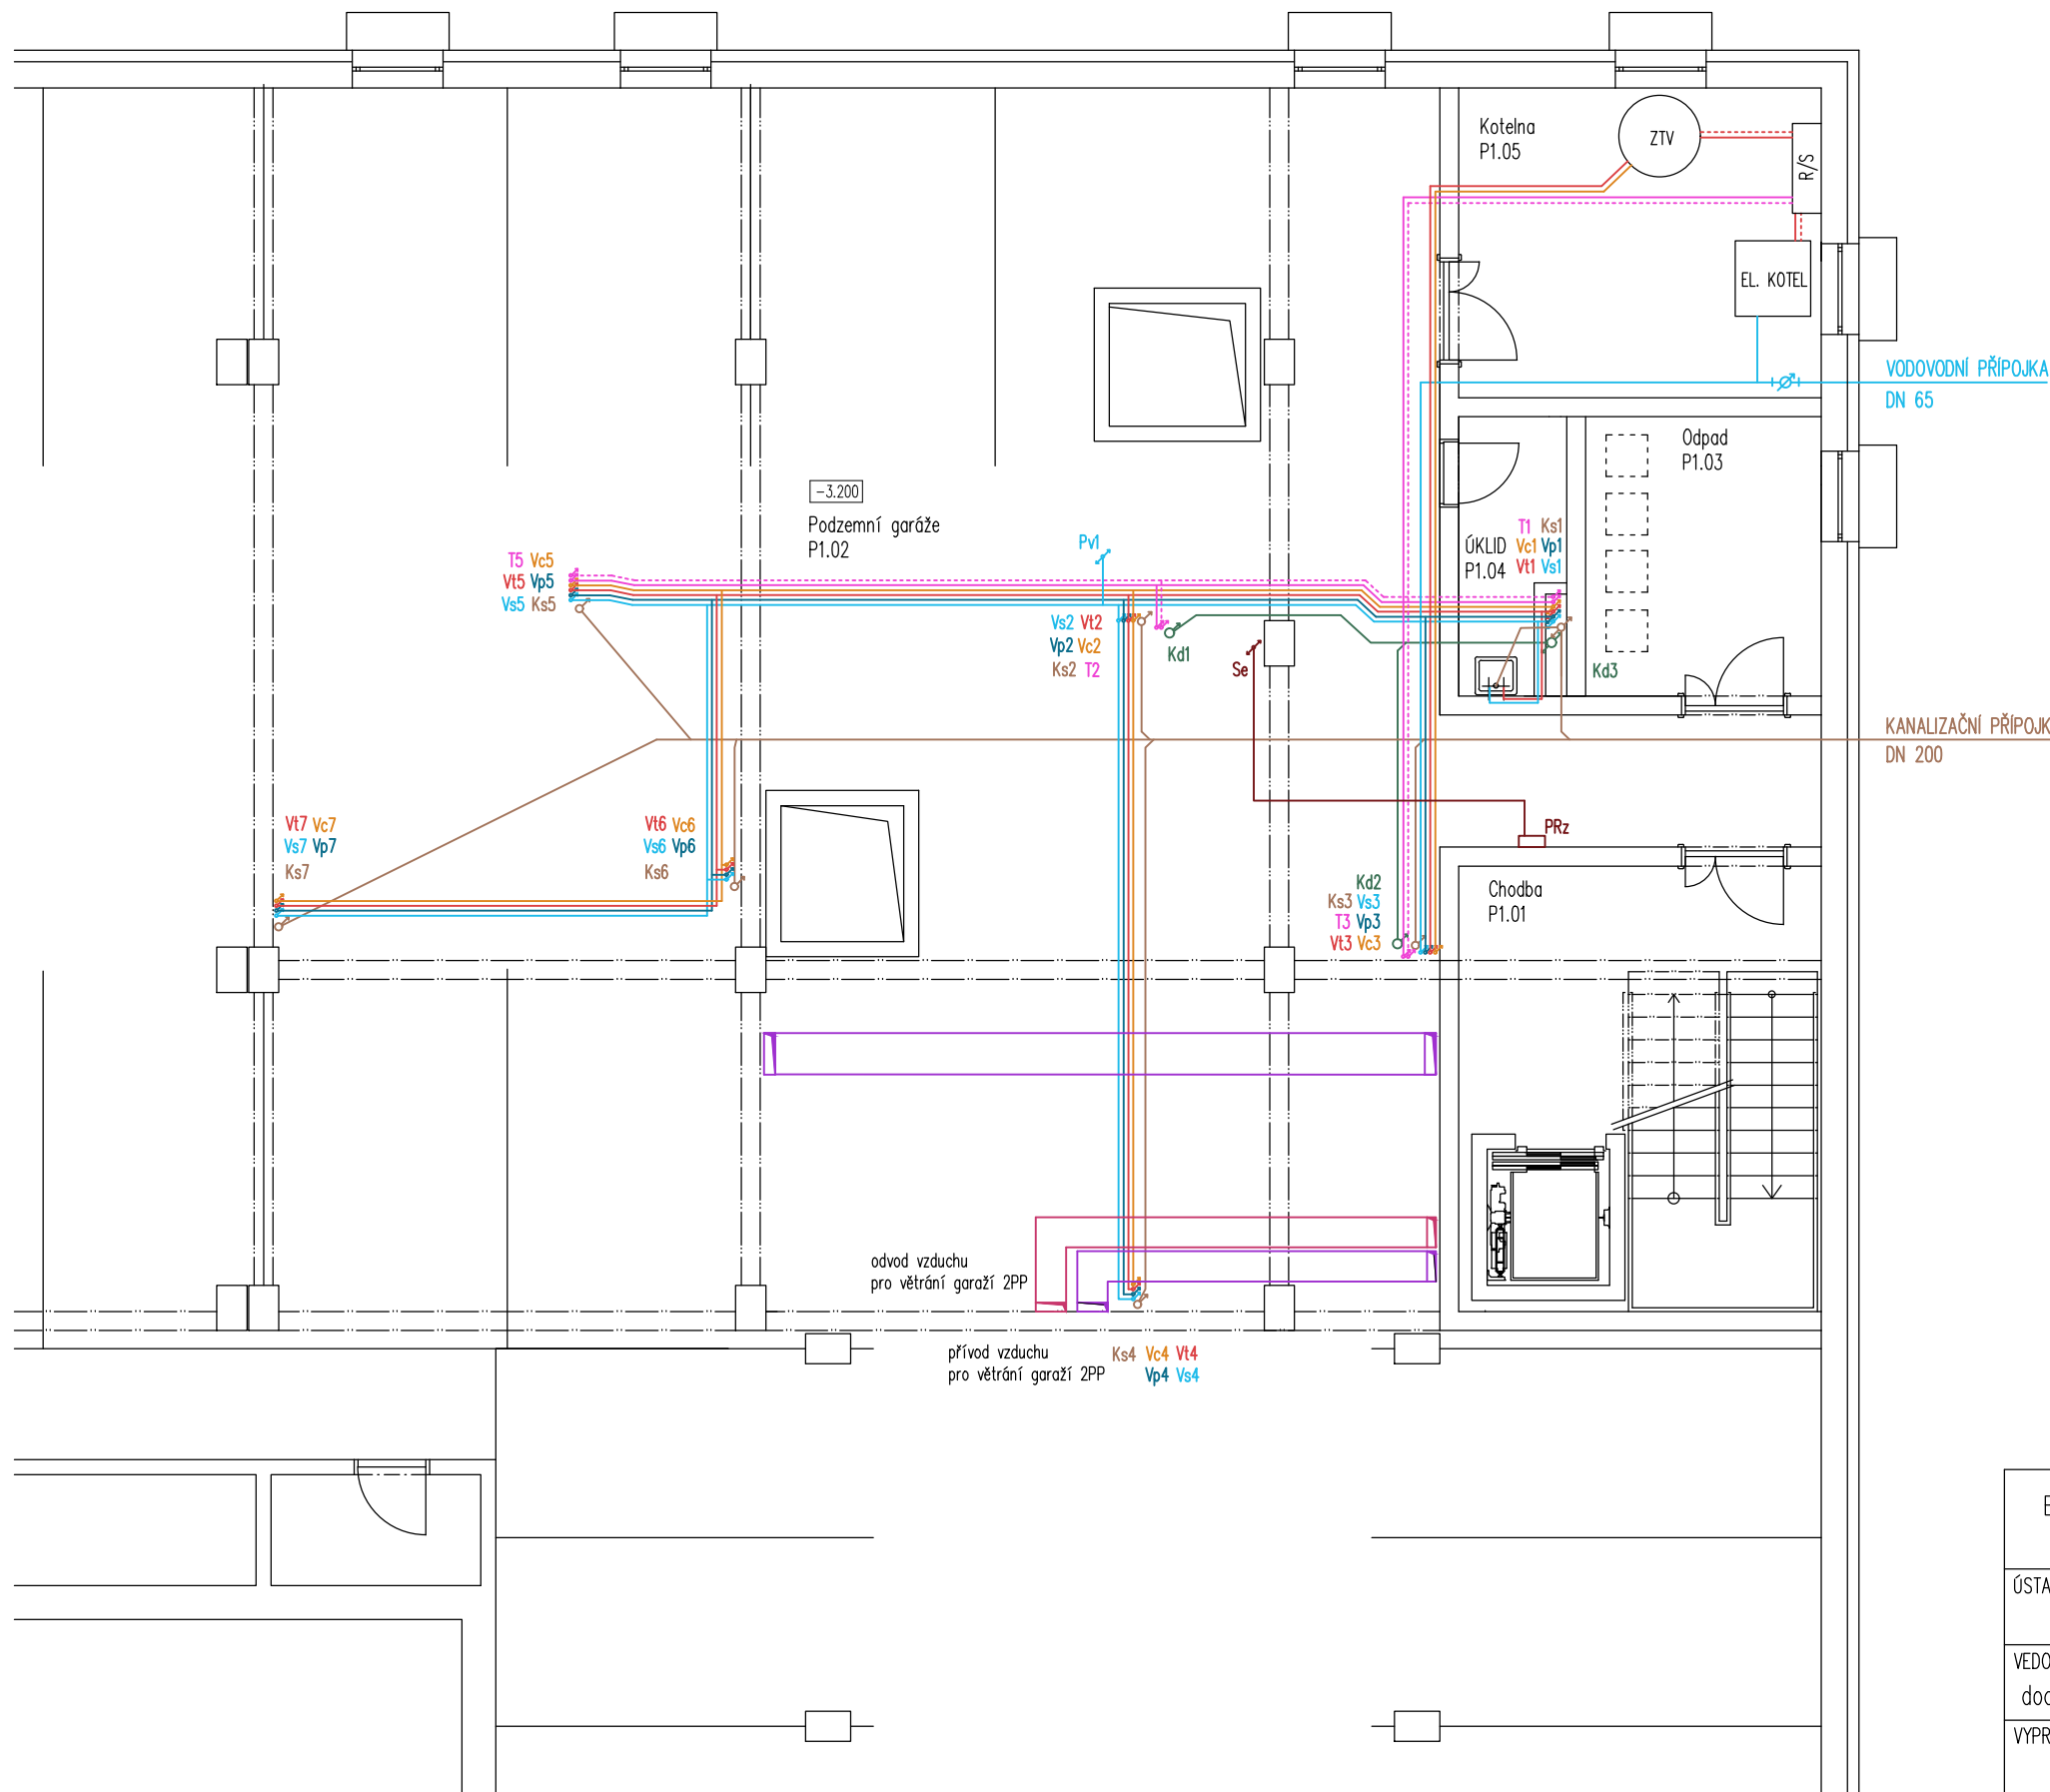 Kotelna
P1.05
ZTV
R/S
EL. KOTEL
VODOVODNÍ PŘÍPOJKA
DN 65
Odpad
P1.03
-3.200
Podzemní garáže
P1.02
Pv1
T1 Ks1
ÚKLID Vc1 Vp1
P1.04 Vt1 Vs1
T5 Vc5
Vt5 Vp5
Vs5 Ks5
Vs2 Vt2
Vp2 Vc2
Ks2 T2
Kd1
Se
Kd3
KANALIZAČNÍ PŘÍPOJK
DN 200
Vt7 Vc7
Vs7 Vp7
Ks7
Vt6 Vc6
Vs6 Vp6
Ks6
PRz
Kd2
Ks3 Vs3
T3 Vp3
Vt3 Vc3
Chodba
P1.01
odvod vzduchu
pro větrání garaží 2PP
přívod vzduchu
pro větrání garaží 2PP
Ks4 Vc4 Vt4
Vp4 Vs4
ÚSTA
VEDO
doc
VYPR